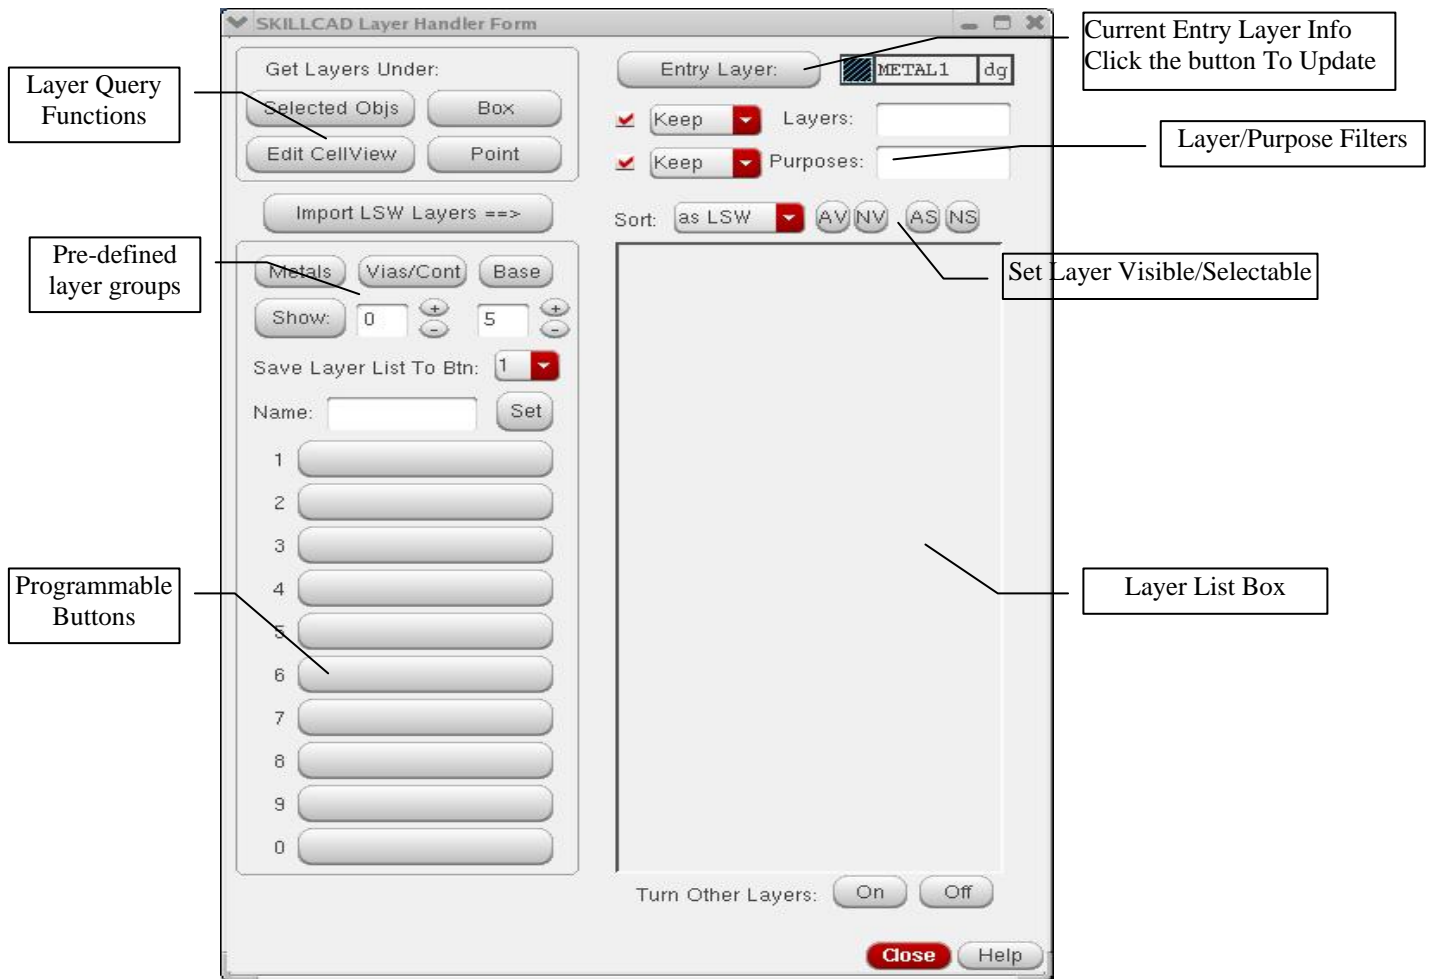 SKILLCAD Layer Handler Form
Get Layers Under:
Selected Objs Box
Edit CellView Point
Import LSW Layers ==>
Metals Vias/Cont Base
Show: 0 + - 5 + -
Save Layer List To Btn: 1
Name: Set
1
2
3
4
5
6
7
8
9
0
Entry Layer: METAL1 dg
Keep Layers:
Keep Purposes:
Sort: as LSW AV NV AS NS
Turn Other Layers: On Off
Close Help
Layer Query
Functions
Pre-defined
layer groups
Programmable
Buttons
Current Entry Layer Info
Click the button To Update
Layer/Purpose Filters
Set Layer Visible/Selectable
Layer List Box